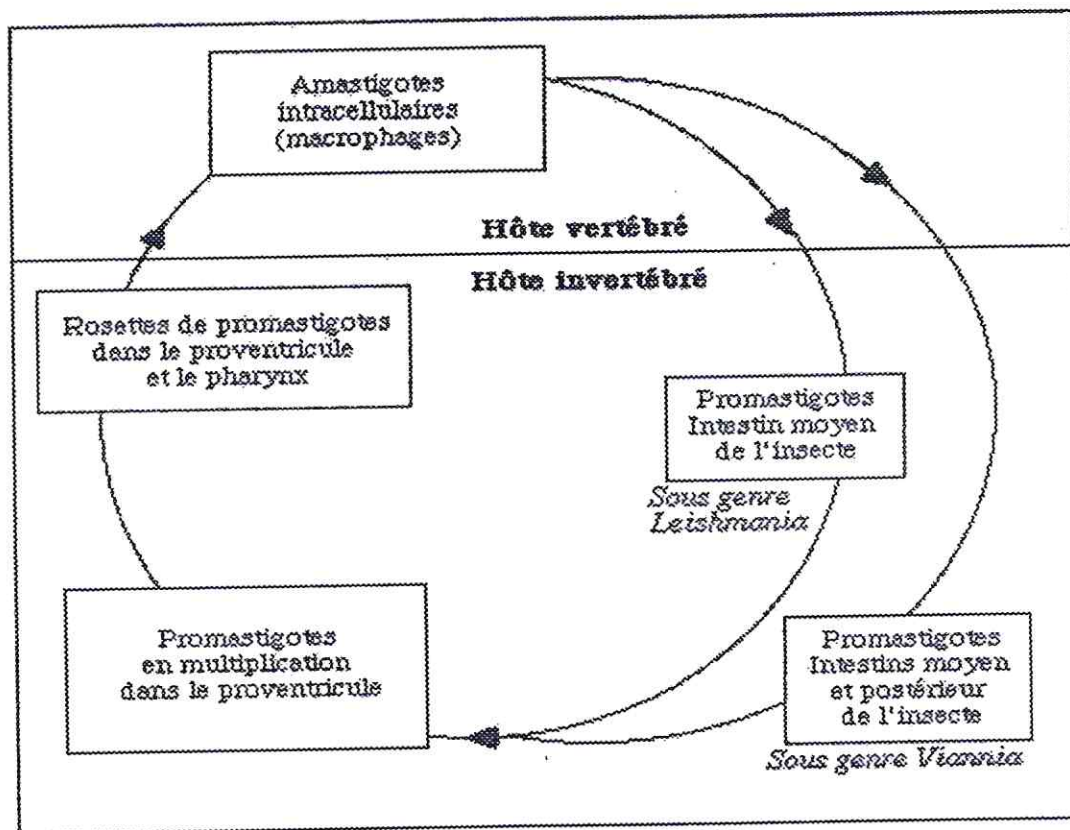 Amastigotes
intracellulaires
(macrophages)
Hôte vertébré
Hôte invertébré
Rosettes de promastigotes
dans le proventricule
et le pharynx
Promastigotes
Intestin moyen
de l'insecte
Sous genre
Leishmania
Promastigotes
en multiplication
dans le proventricule
Promastigotes
Intestins moyen
et postérieur
de l'insecte
Sous genre Viannia